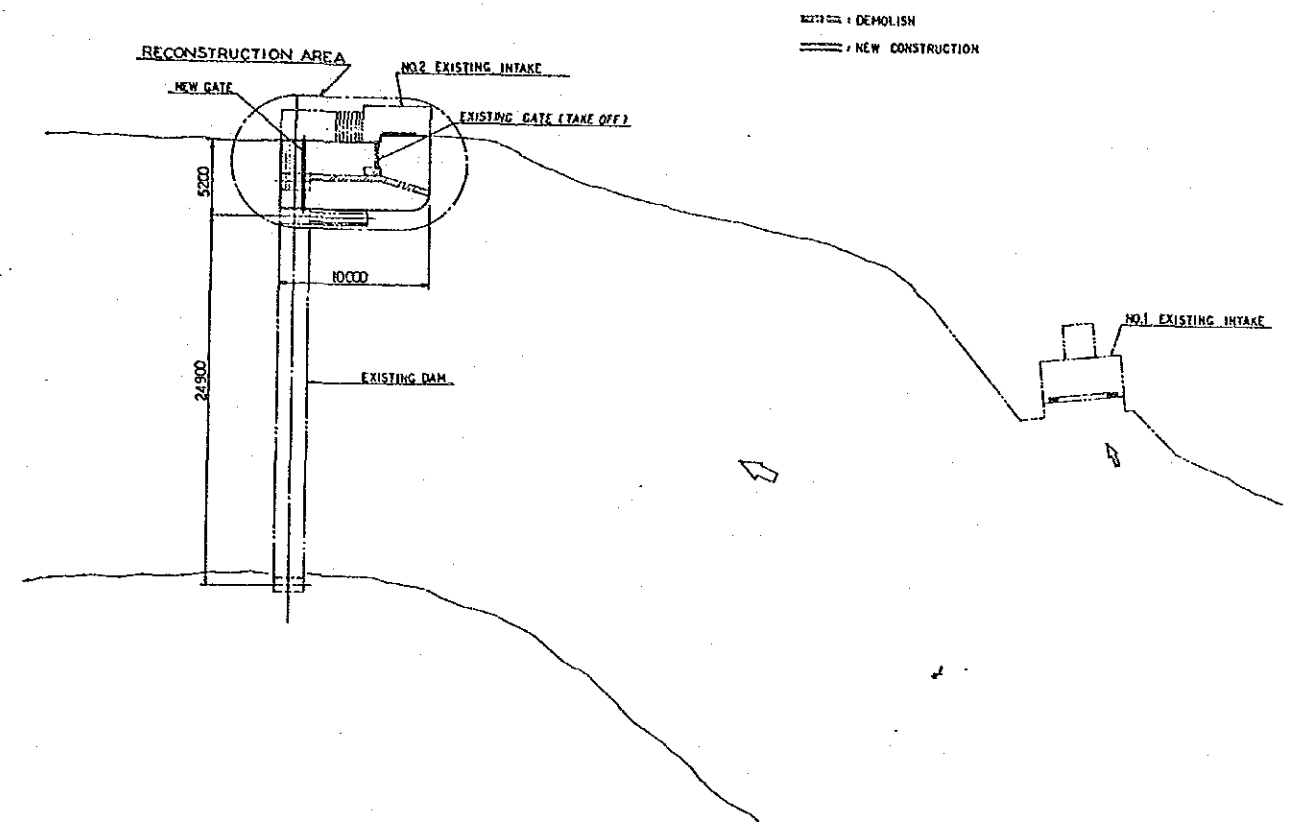 : DEMOLISH
: NEW CONSTRUCTION
RECONSTRUCTION AREA
NO.2 EXISTING INTAKE
NEW GATE
EXISTING GATE (TAKE OFF)
5200
10000
NO.1 EXISTING INTAKE
24900
EXISTING DAM